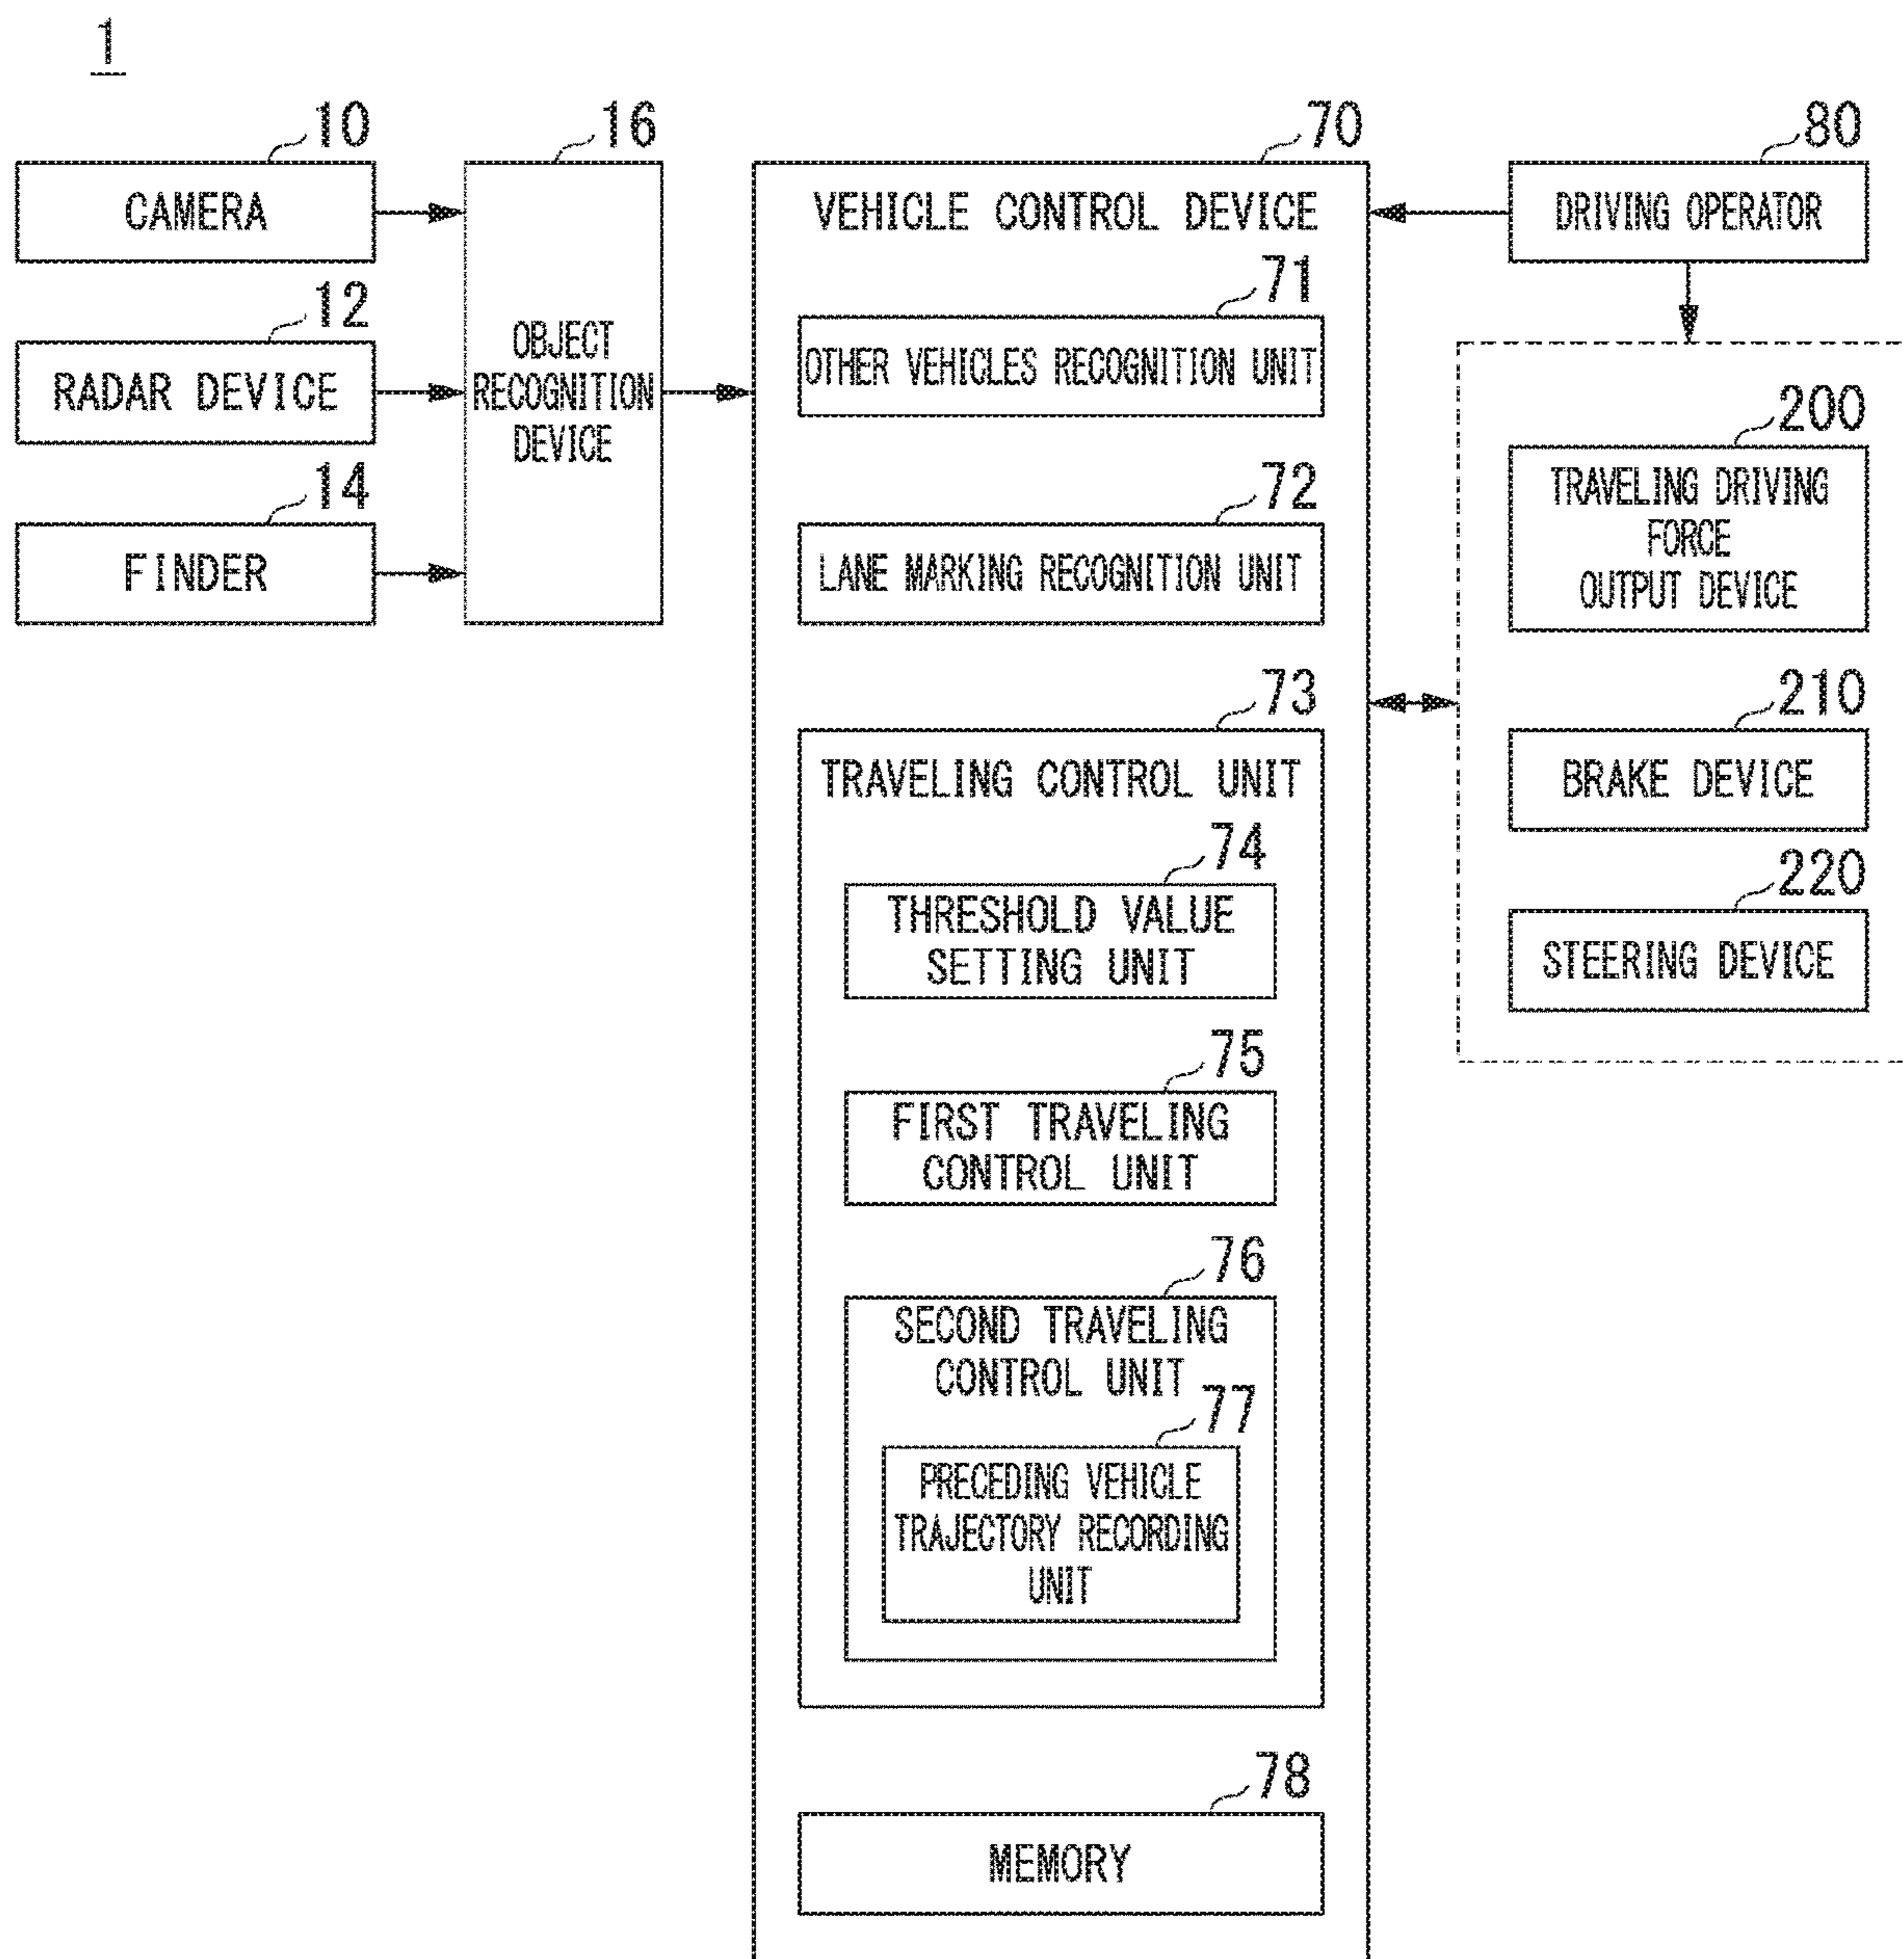 1
10
CAMERA
12
RADAR DEVICE
14
FINDER
16
OBJECT
RECOGNITION
DEVICE
70
VEHICLE CONTROL DEVICE
71
OTHER VEHICLES RECOGNITION UNIT
72
LANE MARKING RECOGNITION UNIT
73
TRAVELING CONTROL UNIT
74
THRESHOLD VALUE
SETTING UNIT
75
FIRST TRAVELING
CONTROL UNIT
76
SECOND TRAVELING
CONTROL UNIT
77
PRECEDING VEHICLE
TRAJECTORY RECORDING
UNIT
78
MEMORY
80
DRIVING OPERATOR
200
TRAVELING DRIVING
FORCE
OUTPUT DEVICE
210
BRAKE DEVICE
220
STEERING DEVICE